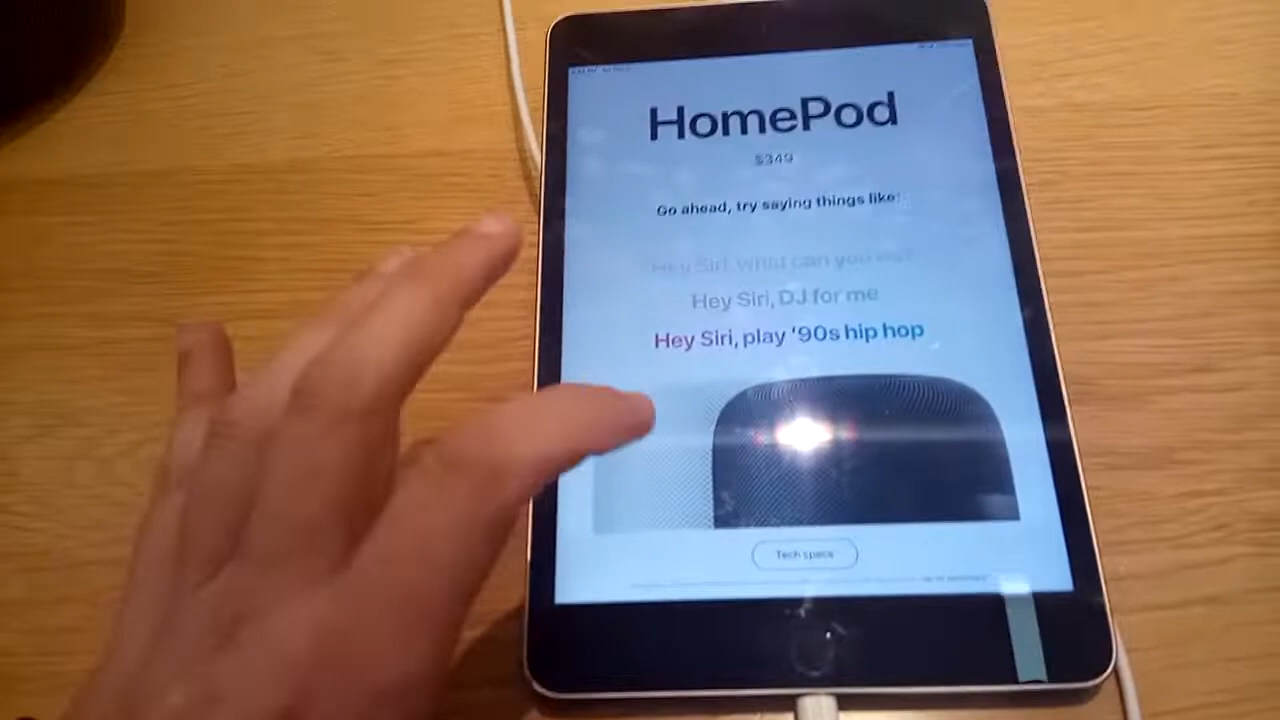 HomePod
$349
Go ahead, try saying things like:
Hey Siri, what can you
Hey Siri, DJ for me
Hey Siri, play '90s hip hop
Tech specs